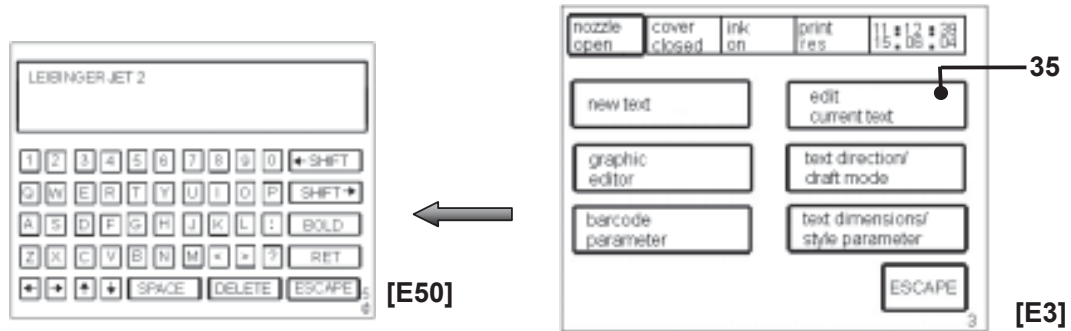 LEIBINGER JET 2
1 2 3 4 5 6 7 8 9 0 ←SHIFT
Q W E R T Y U I O P SHIFT→
A S D F G H J K L : BOLD
Z X C V B N M < > ? RET
← → ↑ ↓ SPACE DELETE ESCAPE
[E50]
nozzle open
cover closed
ink on
print res
11:12:39
15.06.04
new text
edit
current text
35
graphic
editor
text direction/
draft mode
barcode
parameter
text dimensions/
style parameter
ESCAPE
3
[E3]